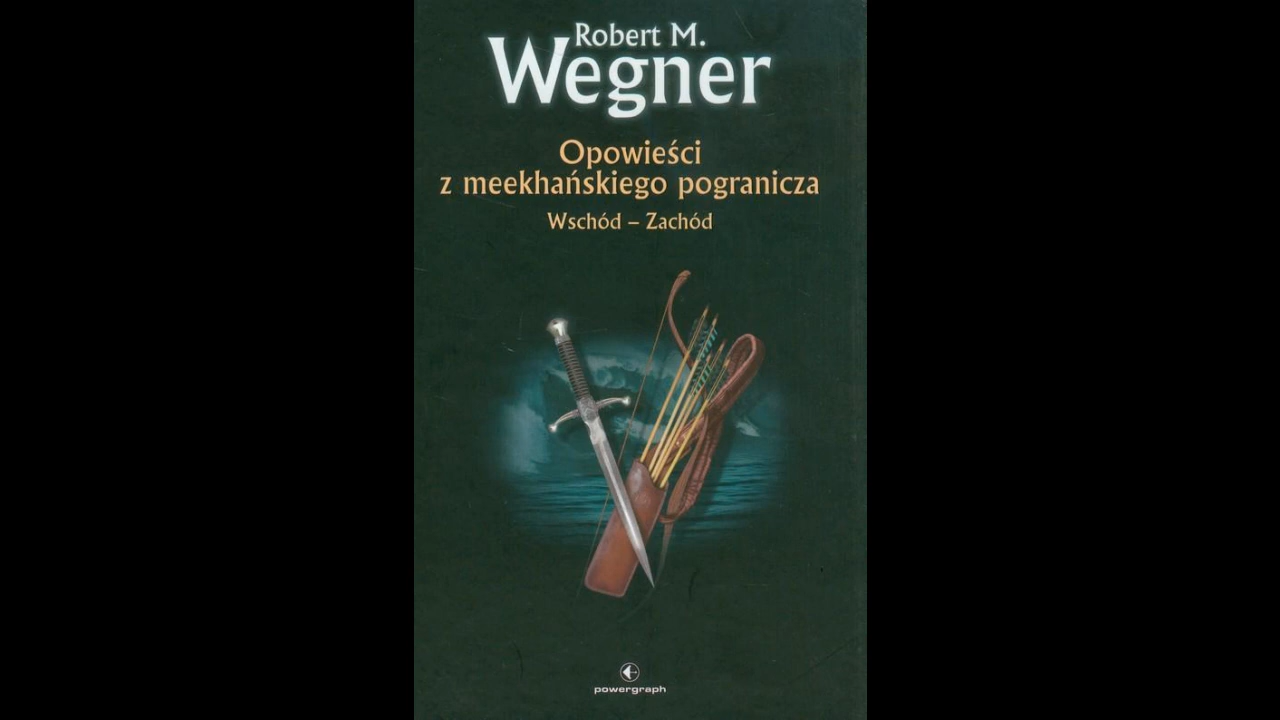 Robert M.
Wegner
Opowieści
z meekhańskiego pogranicza
Wschód – Zachód
powergraph